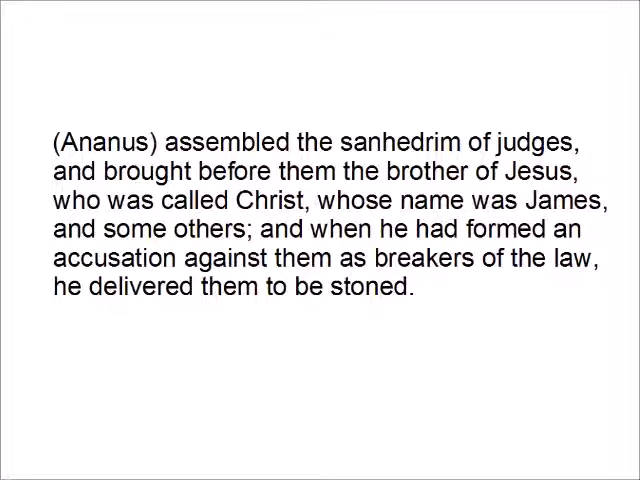 (Ananus) assembled the sanhedrim of judges,
and brought before them the brother of Jesus,
who was called Christ, whose name was James,
and some others; and when he had formed an
accusation against them as breakers of the law,
he delivered them to be stoned.